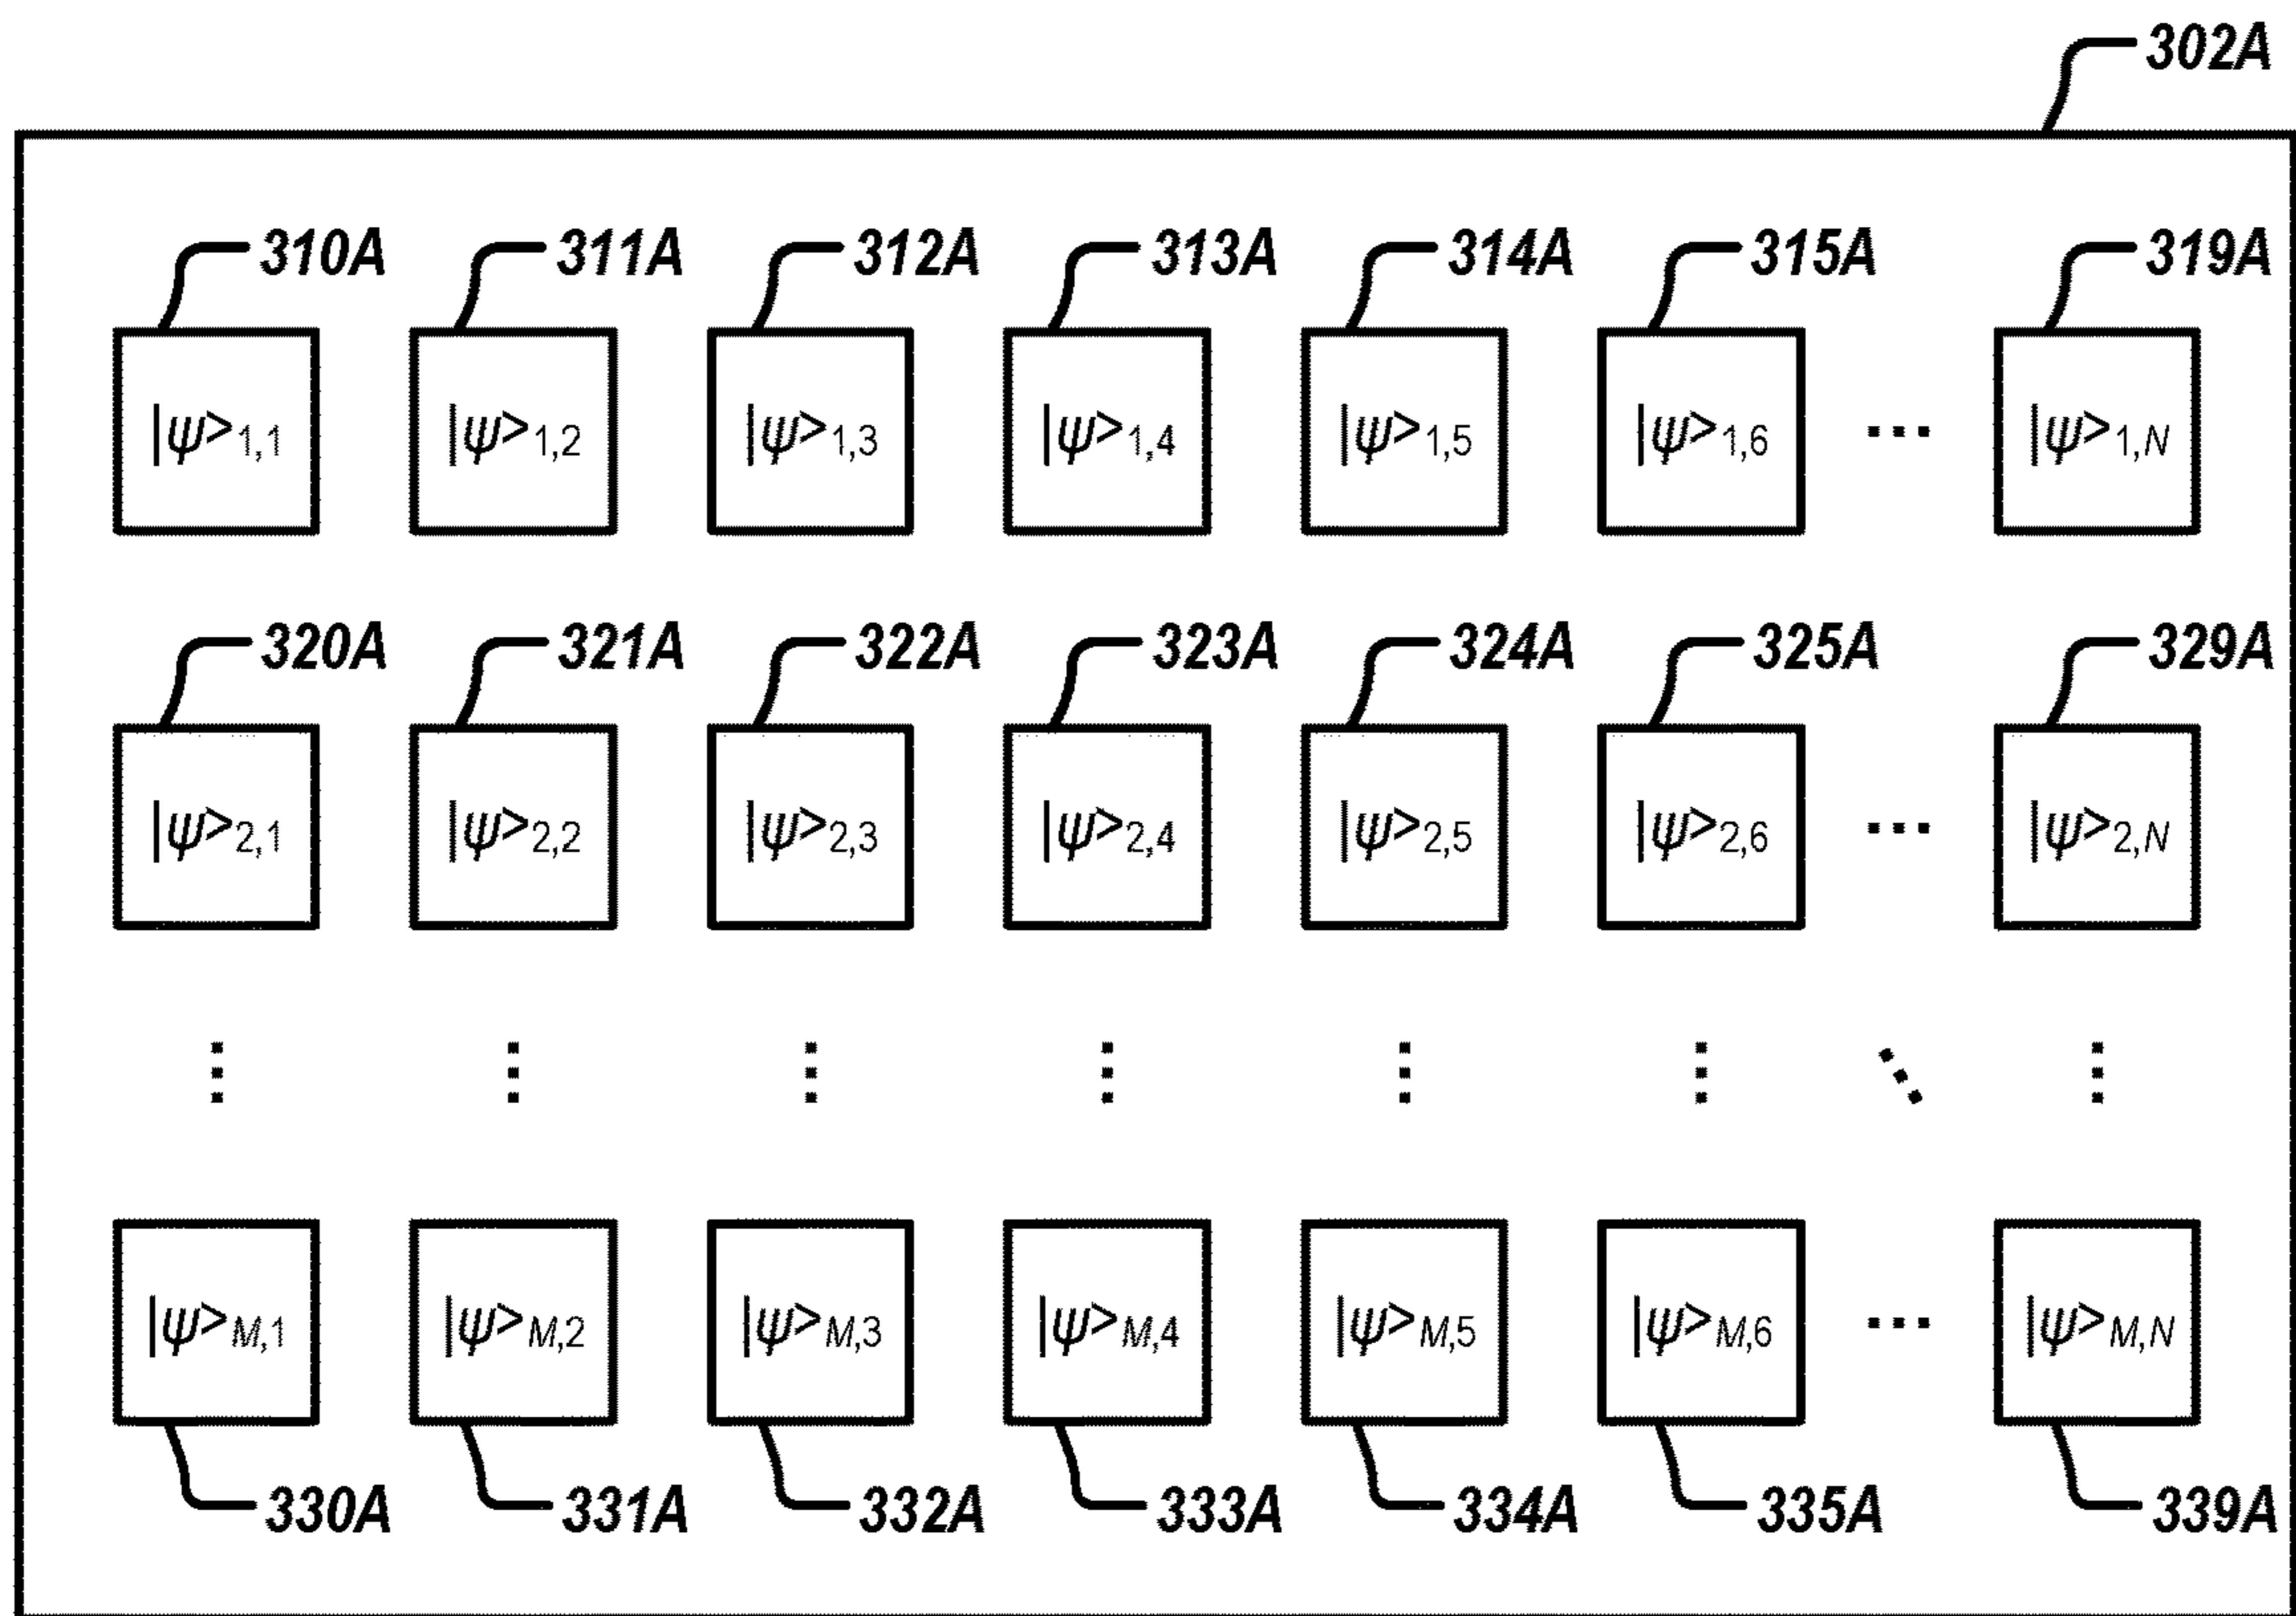 302A
310A 311A 312A 313A 314A 315A 319A
|ψ>1,1 |ψ>1,2 |ψ>1,3 |ψ>1,4 |ψ>1,5 |ψ>1,6 ... |ψ>1,N
320A 321A 322A 323A 324A 325A 329A
|ψ>2,1 |ψ>2,2 |ψ>2,3 |ψ>2,4 |ψ>2,5 |ψ>2,6 ... |ψ>2,N
|ψ>M,1 |ψ>M,2 |ψ>M,3 |ψ>M,4 |ψ>M,5 |ψ>M,6 ... |ψ>M,N
330A 331A 332A 333A 334A 335A 339A